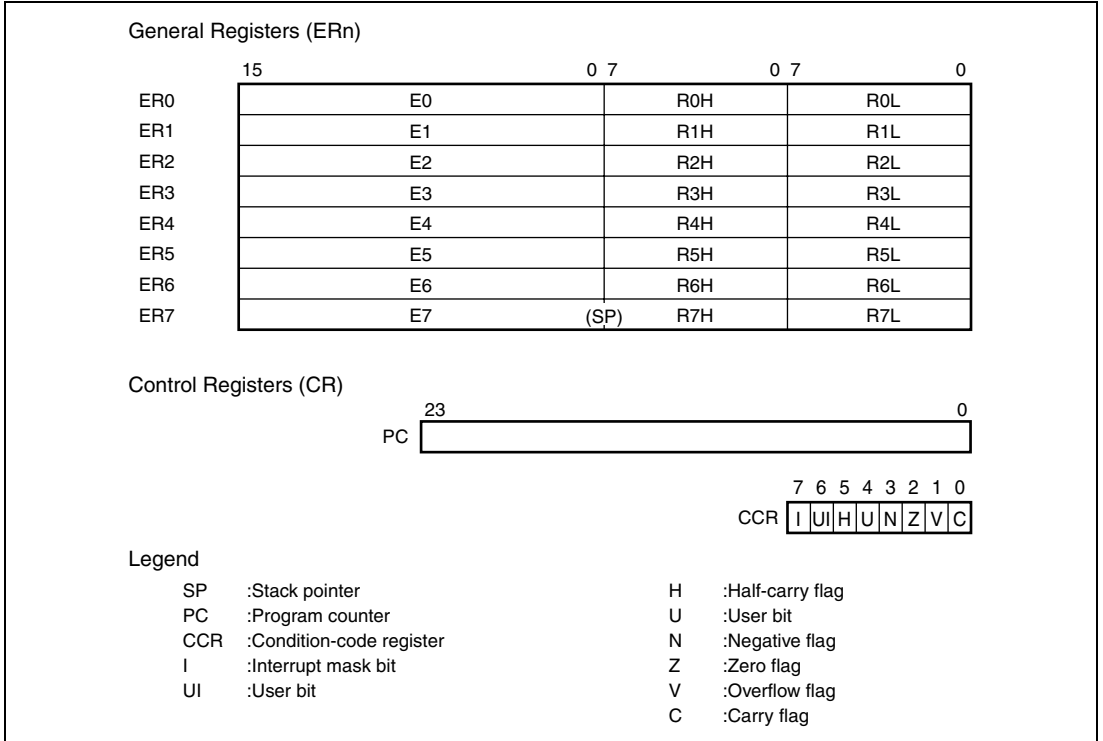 General Registers (ERn)
15 0 7 0 7 0
ER0 E0 R0H R0L
ER1 E1 R1H R1L
ER2 E2 R2H R2L
ER3 E3 R3H R3L
ER4 E4 R4H R4L
ER5 E5 R5H R5L
ER6 E6 R6H R6L
ER7 E7 (SP) R7H R7L
Control Registers (CR)
23 0
PC
7 6 5 4 3 2 1 0
CCR I UI H U N Z V C
Legend
SP :Stack pointer
PC :Program counter
CCR :Condition-code register
I :Interrupt mask bit
UI :User bit
H :Half-carry flag
U :User bit
N :Negative flag
Z :Zero flag
V :Overflow flag
C :Carry flag